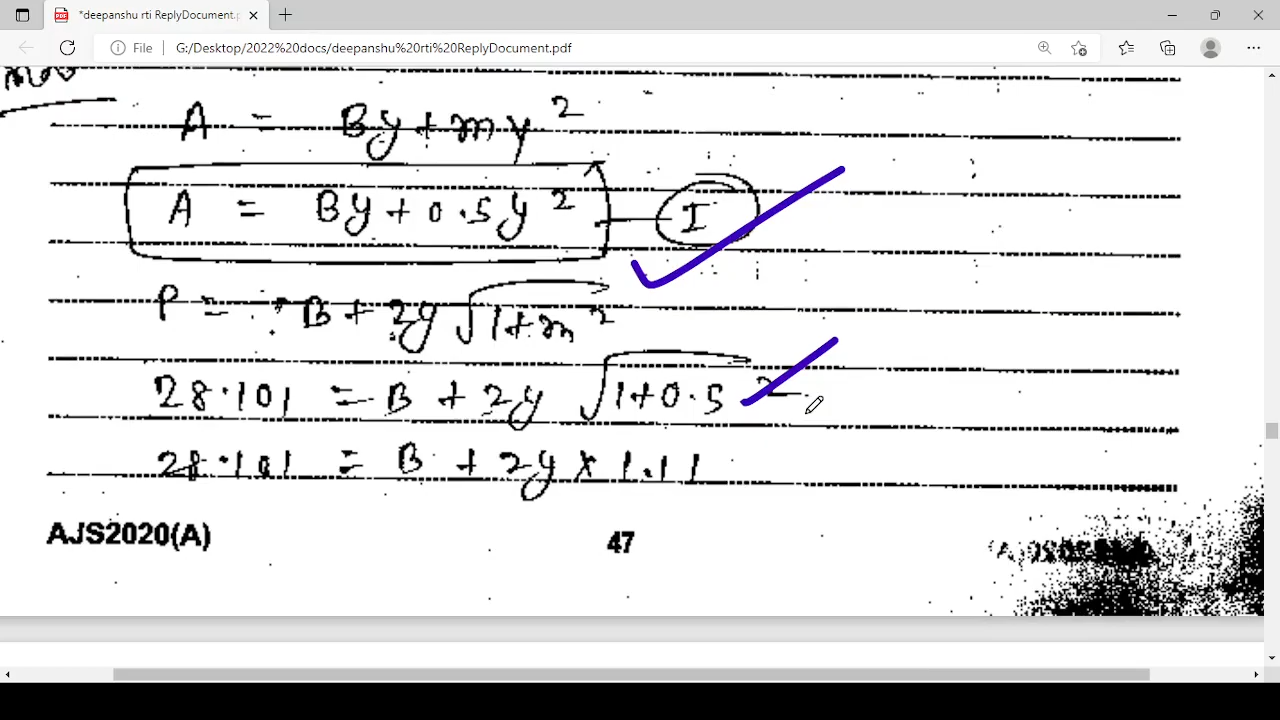 *deepanshu rti ReplyDocument.p
File G:/Desktop/2022%20docs/deepanshu%20rti%20ReplyDocument.pdf
A = By + my²
A = By + 0.5y² — I
P = B + 2y √1+m²
28.101 = B + 2y √1+0.5²
28.101 = B + 2y × 1.11
AJS2020(A)
47